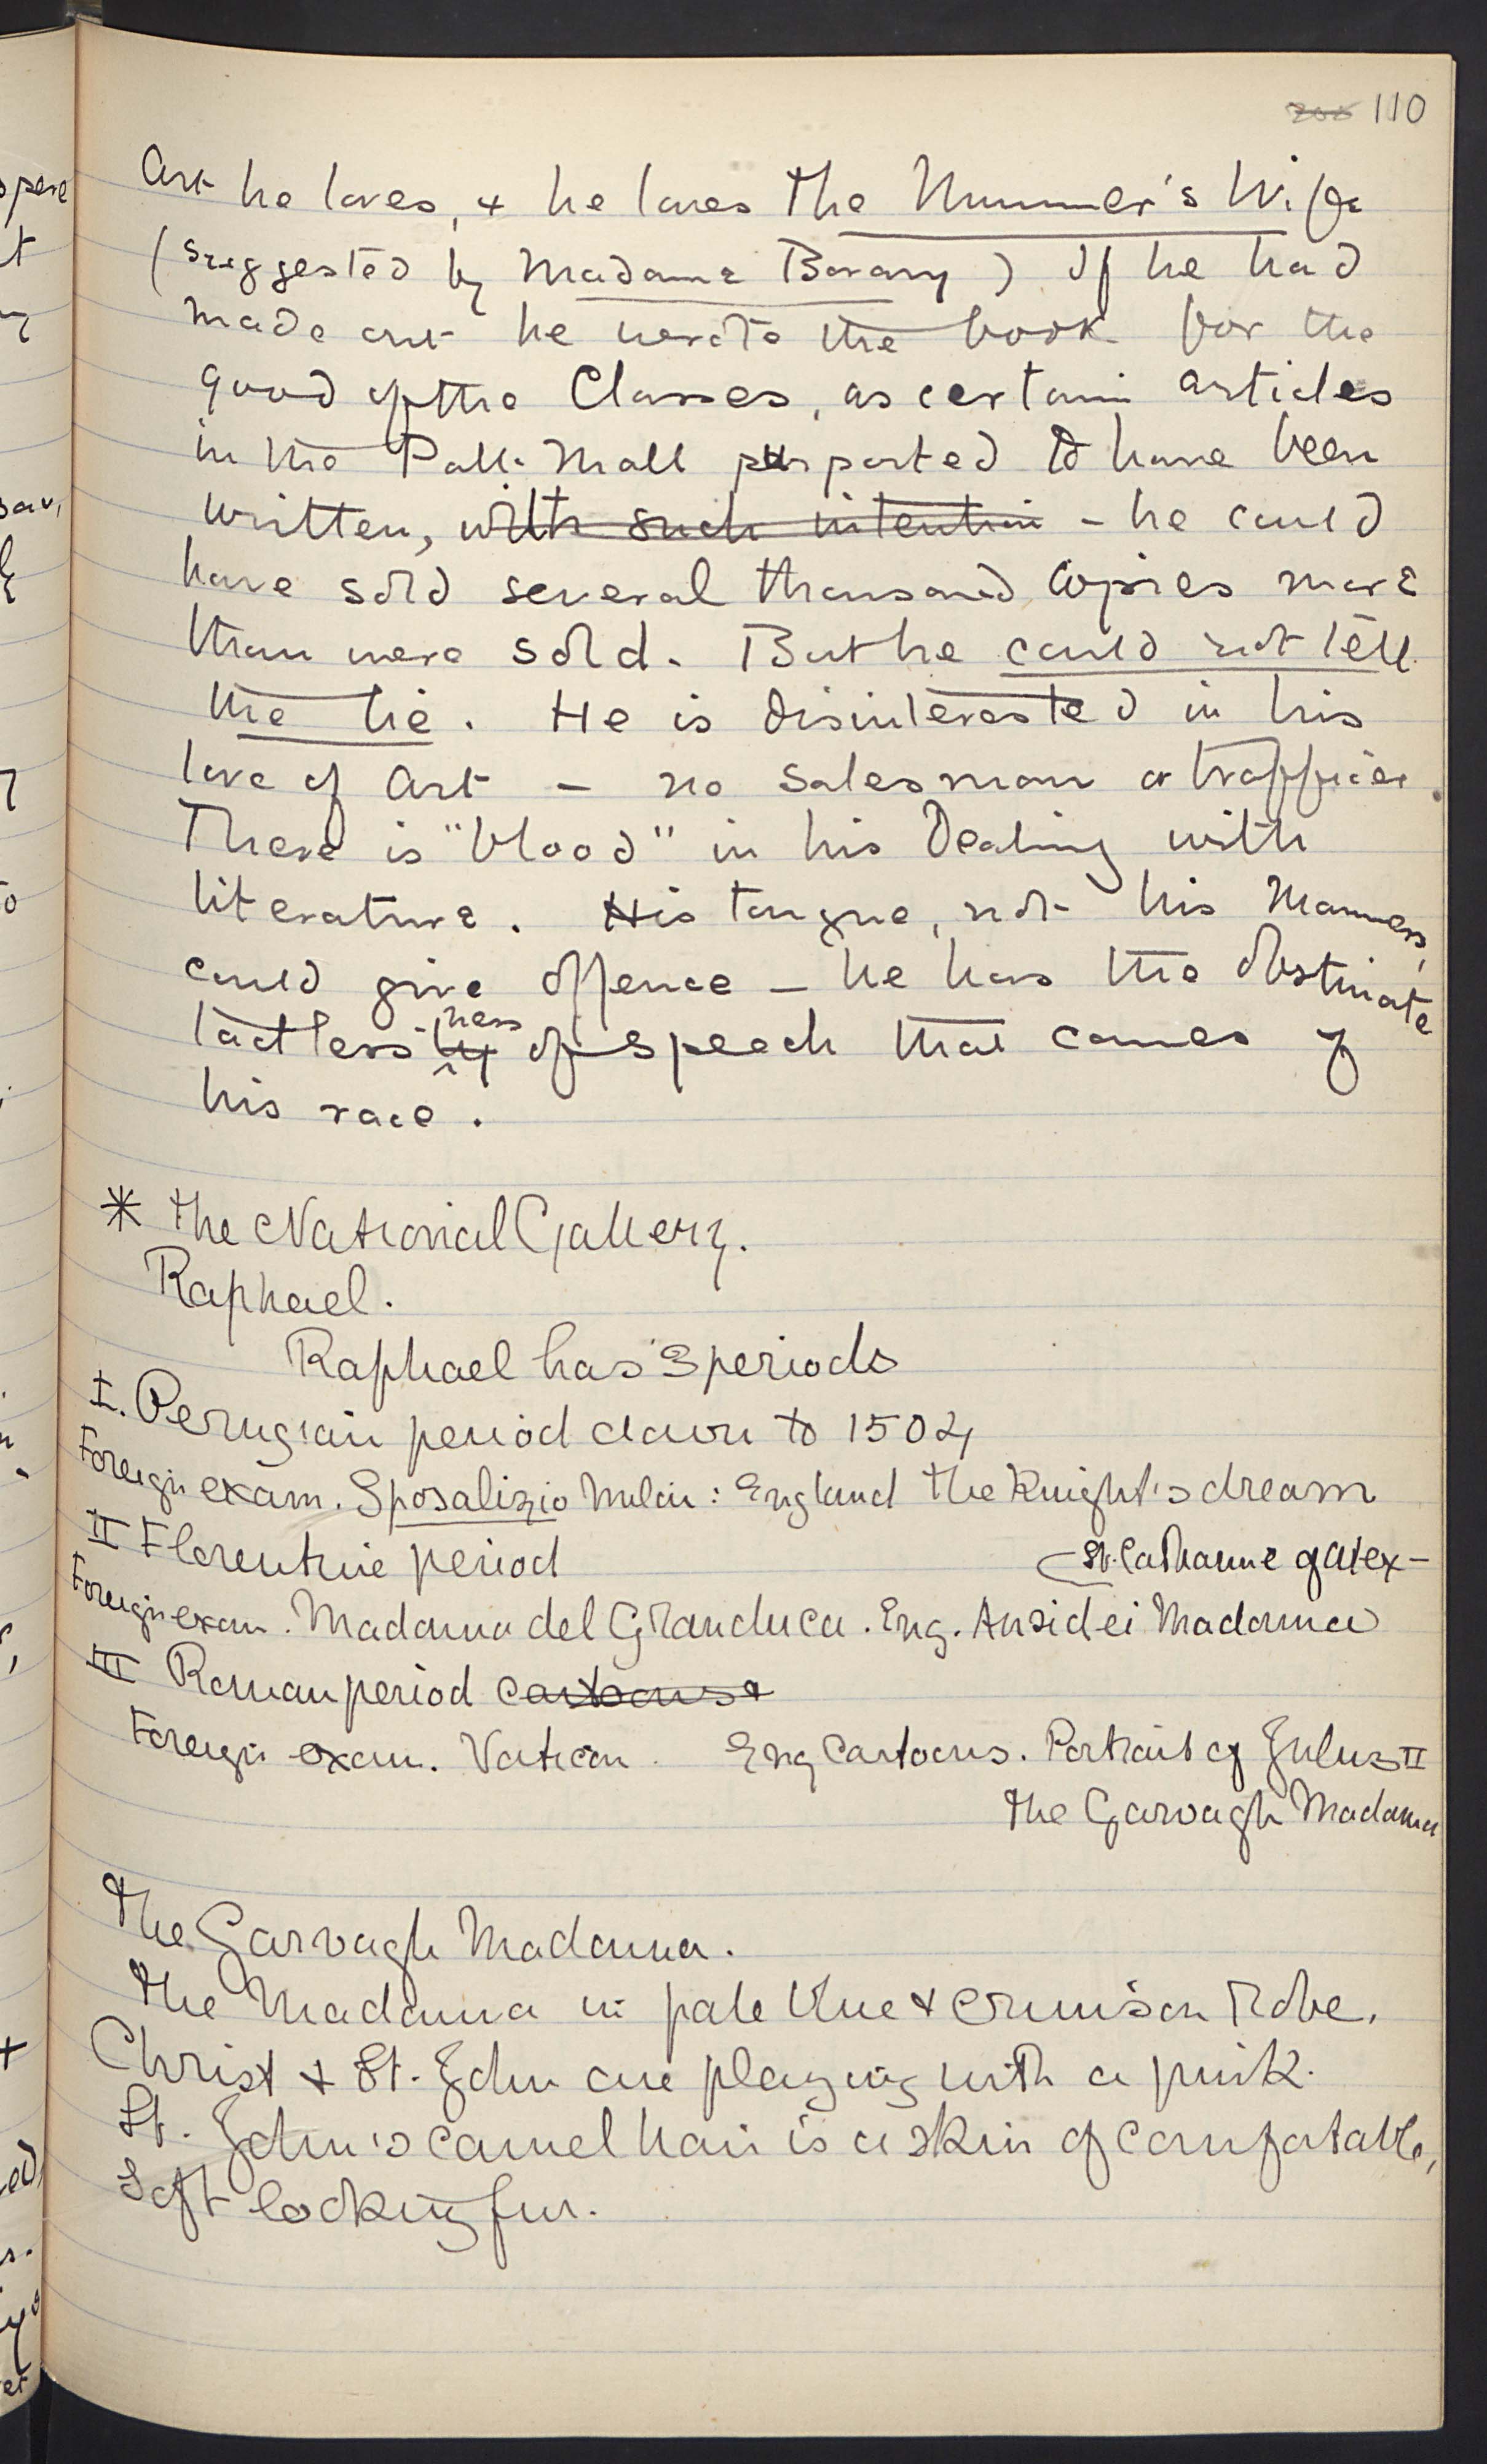 110
Art he loves, & he loves The Mummer's Wife
(suggested by Madame Bovary) If he had
made out he wrote the book for the
good of the Classes, as certain articles
in the Pall-Mall purported to have been
written, with such intention - he could
have sold several thousand copies more
than were sold. But he could not tell
the lie. He is disinterested in his
love of Art - no salesman or trafficer.
There is "blood" in his Dealing with
literature. His tongue, not his Manners,
could give offence - he has the obstinate
tactlessly ness of speech that comes of
his race.
* The National Gallery.
Raphael.
Raphael has 3 periods
I. Perugian period down to 1504
Foreign exam. Sposalizio Milan: England The Knight's dream
II Florentine period St. Catharine of Alex-
Foreign exam. Madonna del Granduca. Eng. Ansidei Madonna
III Roman period Cartoons &
Foreign exam. Vatican Eng Cartoons. Portrait of Julius II
The Garvagh Madonna
The Garvagh Madonna.
The Madonna in pale blue & crimson robe.
Christ & St. John are playing with a pink.
St. John's camel hair is a skin of comfortable,
soft looking fur.